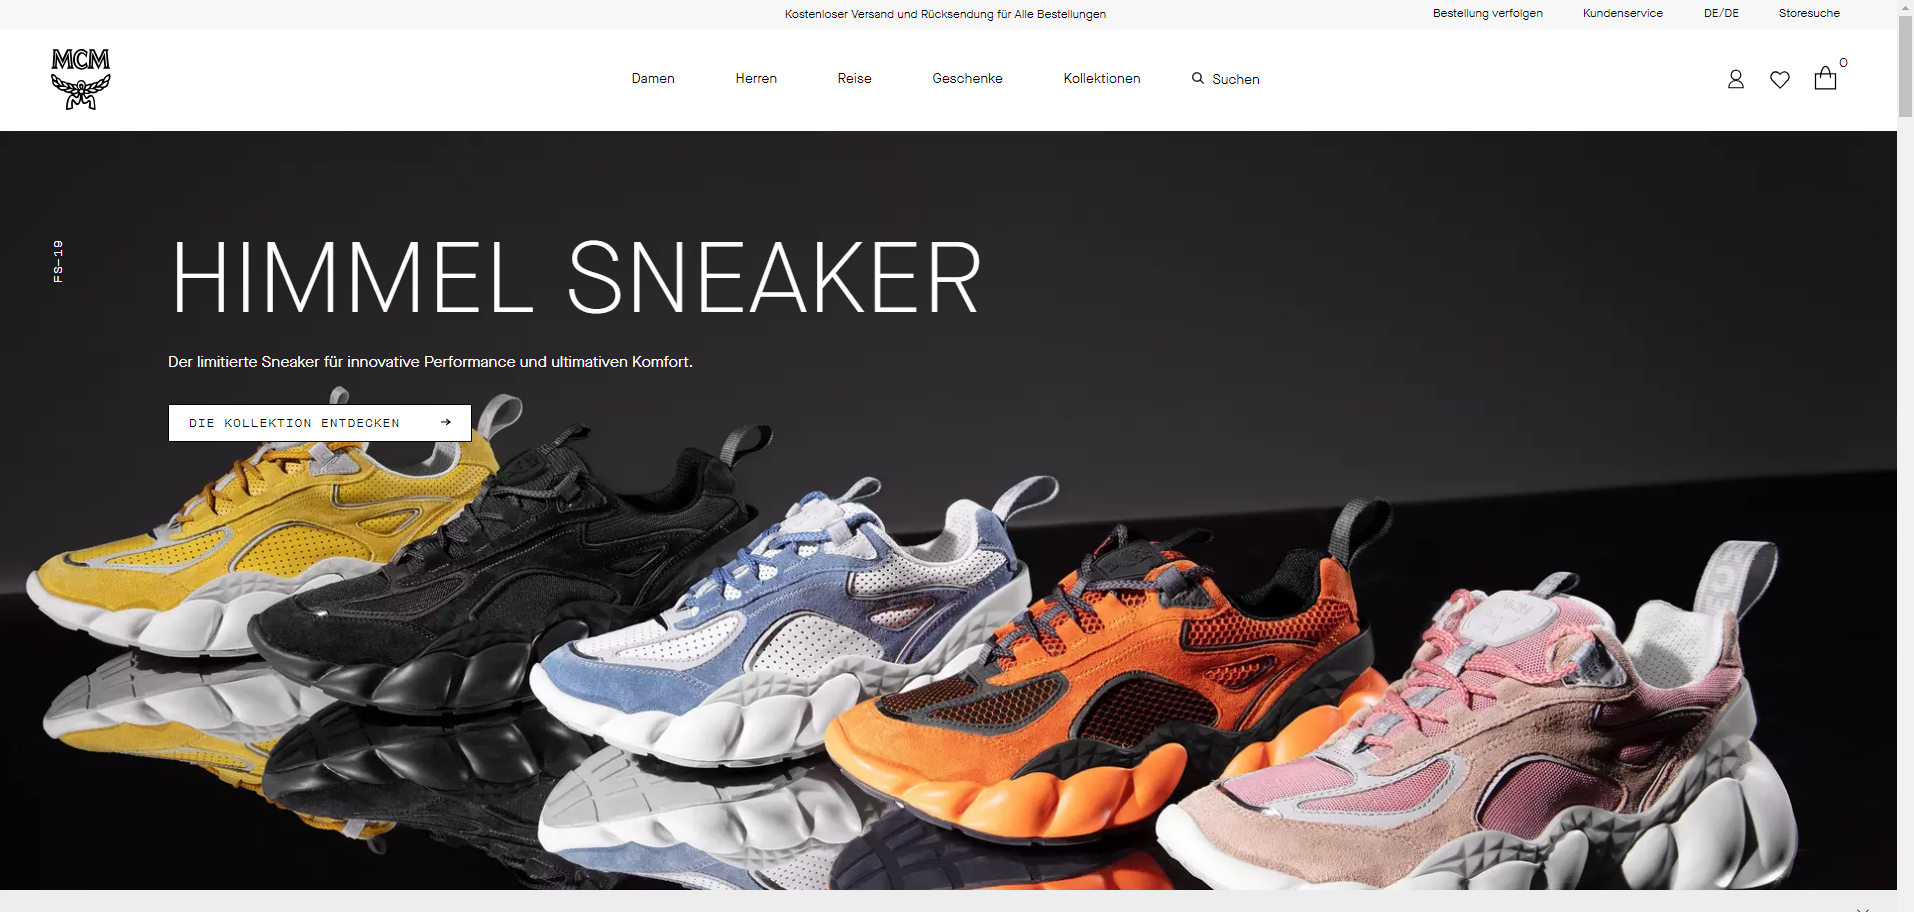 Kostenloser Versand und Rücksendung für Alle Bestellungen
Bestellung verfolgen
Kundenservice
DE/DE
Storesuche
MCM
Damen
Herren
Reise
Geschenke
Kollektionen
Suchen
0
FS—19
HIMMEL SNEAKER
Der limitierte Sneaker für innovative Performance und ultimativen Komfort.
DIE KOLLEKTION ENTDECKEN